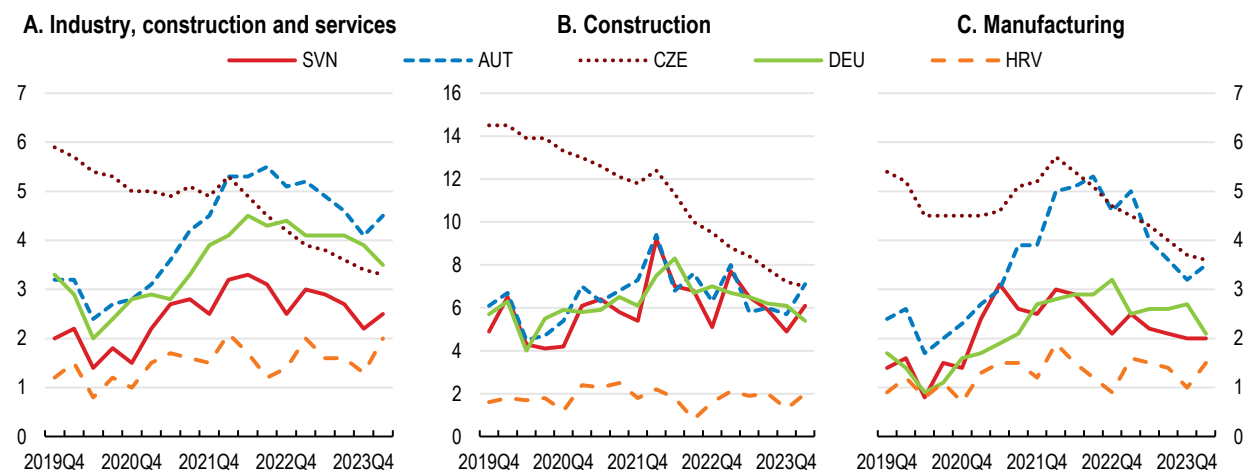 A. Industry, construction and services B. Construction C. Manufacturing
SVN AUT CZE DEU HRV
7 16 7
6 14 6
12
5 5
10
4 4
8
3 3
6
2 2
4
1 1
2
0 0 0
2019Q4 2020Q4 2021Q4 2022Q4 2023Q4 2019Q4 2020Q4 2021Q4 2022Q4 2023Q4 2019Q4 2020Q4 2021Q4 2022Q4 2023Q4